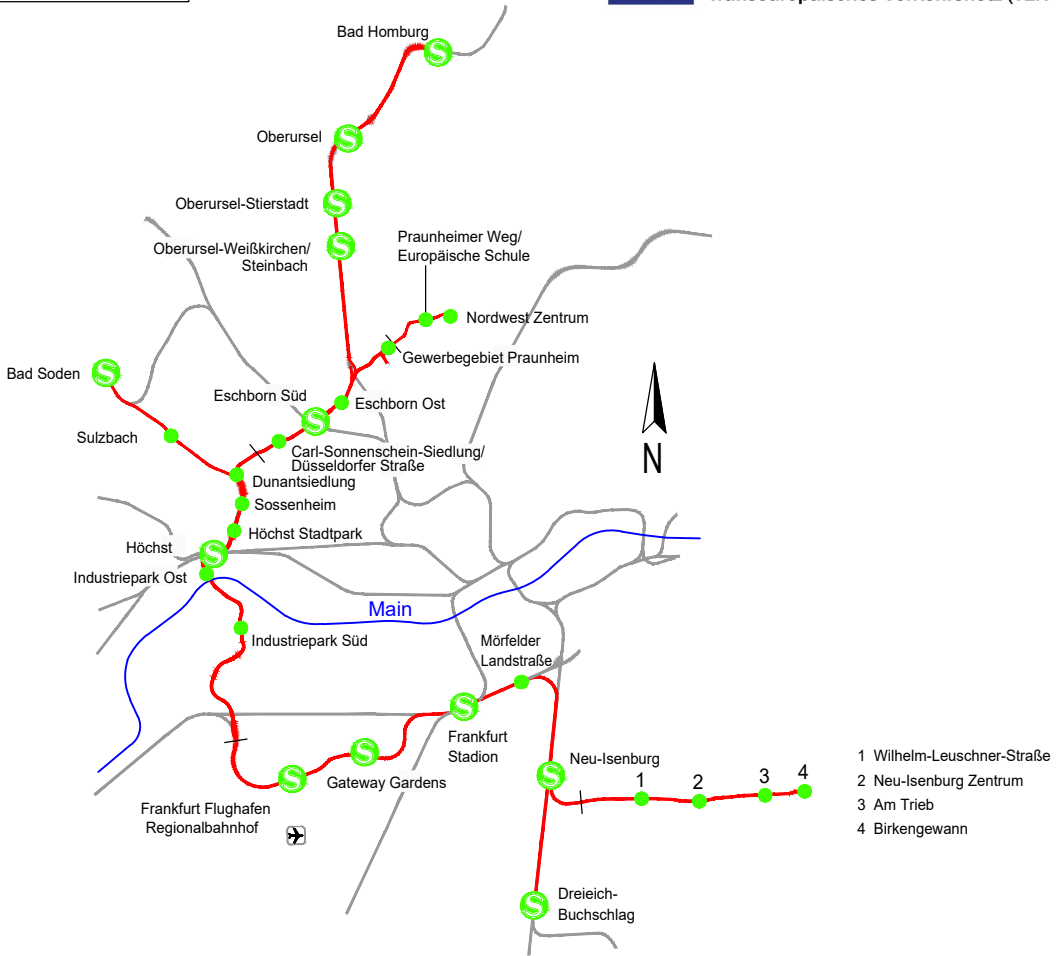 Bad Homburg
Oberursel
Oberursel-Stierstadt
Oberursel-Weißkirchen/
Steinbach
Praunheimer Weg/
Europäische Schule
Nordwest Zentrum
Gewerbegebiet Praunheim
Bad Soden
Eschborn Süd
Eschborn Ost
Sulzbach
Carl-Sonnenschein-Siedlung/
Düsseldorfer Straße
Dunantsiedlung
N
Sossenheim
Höchst Stadtpark
Höchst
Industriepark Ost
Main
Industriepark Süd
Mörfelder
Landstraße
Frankfurt
Stadion
Neu-Isenburg
Gateway Gardens
Frankfurt Flughafen
Regionalbahnhof
1
2
3
4
1 Wilhelm-Leuschner-Straße
2 Neu-Isenburg Zentrum
3 Am Trieb
4 Birkengewann
Dreieich-
Buchschlag